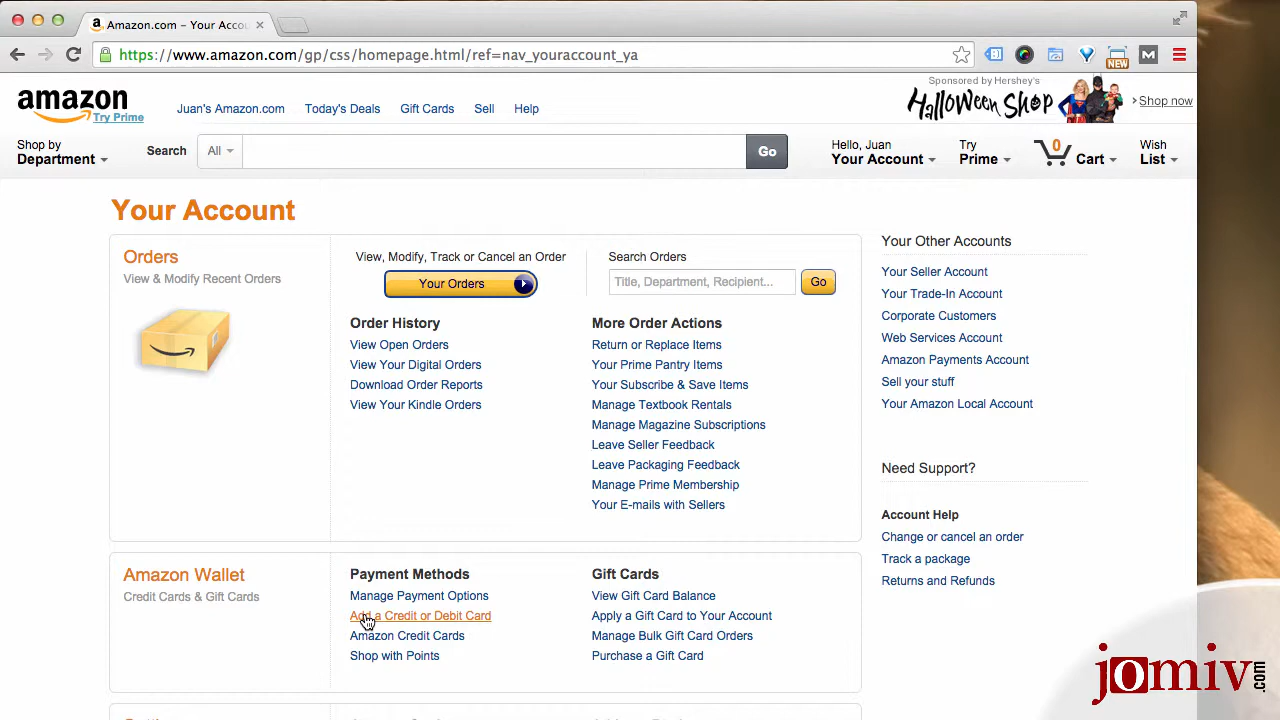 Amazon.com – Your Accou
https://www.amazon.com/gp/css/homepage.html/ref=nav_youraccount_ya
NEW
M
amazon
Try Prime
Juan's Amazon.com
Today's Deals
Gift Cards
Sell
Help
Sponsored by Hershey's
Halloween Shop
Shop now
Shop by
Department
Search
All
Go
Hello, Juan
Your Account
Try
Prime
0
Cart
Wish
List
Your Account
Orders
View & Modify Recent Orders
View, Modify, Track or Cancel an Order
Your Orders
Search Orders
Title, Department, Recipient...
Go
Order History
View Open Orders
View Your Digital Orders
Download Order Reports
View Your Kindle Orders
More Order Actions
Return or Replace Items
Your Prime Pantry Items
Your Subscribe & Save Items
Manage Textbook Rentals
Manage Magazine Subscriptions
Leave Seller Feedback
Leave Packaging Feedback
Manage Prime Membership
Your E-mails with Sellers
Your Other Accounts
Your Seller Account
Your Trade-In Account
Corporate Customers
Web Services Account
Amazon Payments Account
Sell your stuff
Your Amazon Local Account
Need Support?
Account Help
Change or cancel an order
Track a package
Returns and Refunds
Amazon Wallet
Credit Cards & Gift Cards
Payment Methods
Manage Payment Options
Add a Credit or Debit Card
Amazon Credit Cards
Shop with Points
Gift Cards
View Gift Card Balance
Apply a Gift Card to Your Account
Manage Bulk Gift Card Orders
Purchase a Gift Card
jomiv.com